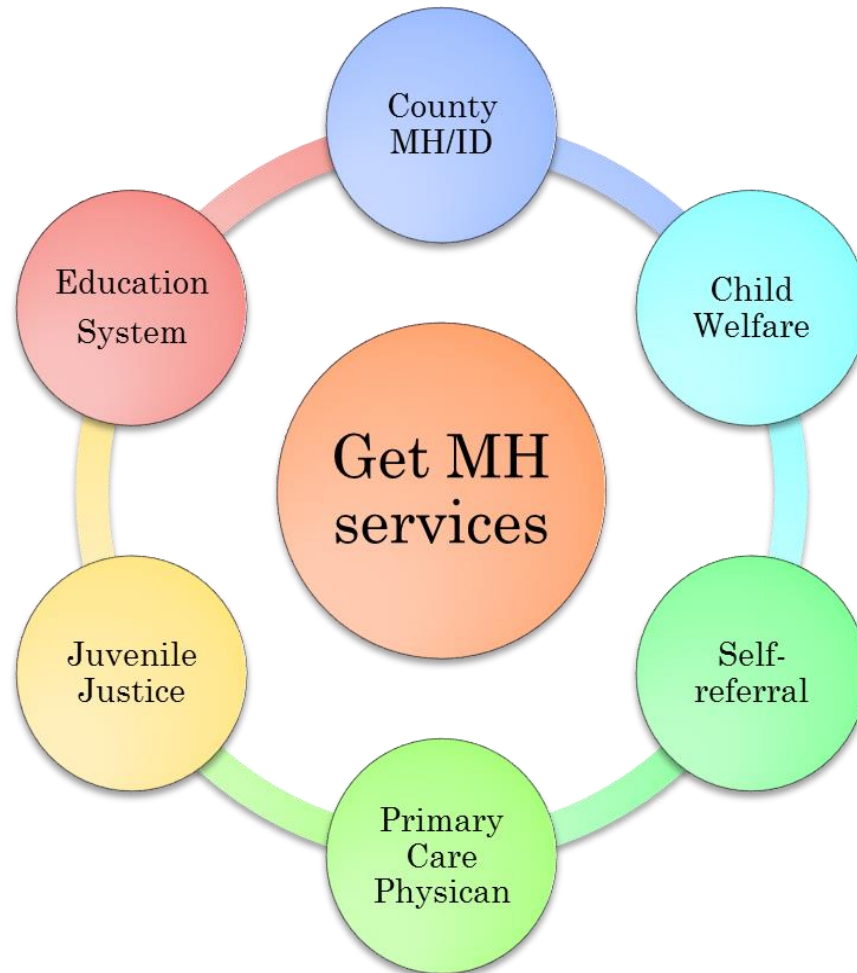 County
MH/ID
Child
Welfare
Self-
referral
Primary
Care
Physican
Juvenile
Justice
Education
System
Get MH
services